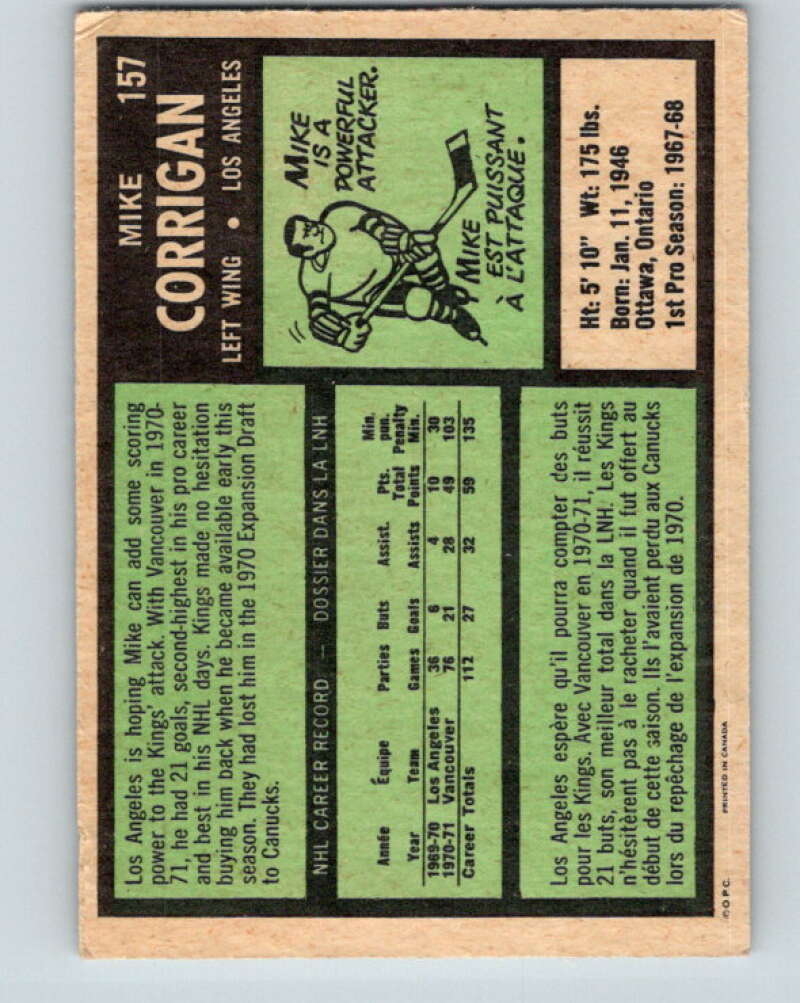 MIKE 157
CORRIGAN
LEFT WING • LOS ANGELES
Los Angeles is hoping Mike can add some scoring
power to the Kings' attack. With Vancouver in 1970-
71, he had 21 goals, second-highest in his pro career
and best in his NHL days. Kings made no hesitation
buying him back when he became available early this
season. They had lost him in the 1970 Expansion Draft
to Canucks.
MIKE
IS A
POWERFUL
ATTACKER.
MIKE
EST PUISSANT
À L'ATTAQUE.
NHL CAREER RECORD – DOSSIER DANS LA LNH
Année Équipe Parties Buts Assist. Pts. Total Min. pun. Penalty
Year Team Games Goals Assists Points Min.
1969-70 Los Angeles 36 6 4 10 30
1970-71 Vancouver 76 21 28 49 103
Career Totals 112 27 32 59 135
Ht: 5' 10" Wt: 175 lbs.
Born: Jan. 11, 1946
Ottawa, Ontario
1st Pro Season: 1967-68
Los Angeles espère qu'il pourra compter des buts
pour les Kings. Avec Vancouver en 1970-71, il réussit
21 buts, son meilleur total dans la LNH. Les Kings
n'hésitèrent pas à le racheter quand il fut offert au
début de cette saison. Ils l'avaient perdu aux Canucks
lors du repêchage de l'expansion de 1970.
© O.P.C. PRINTED IN CANADA